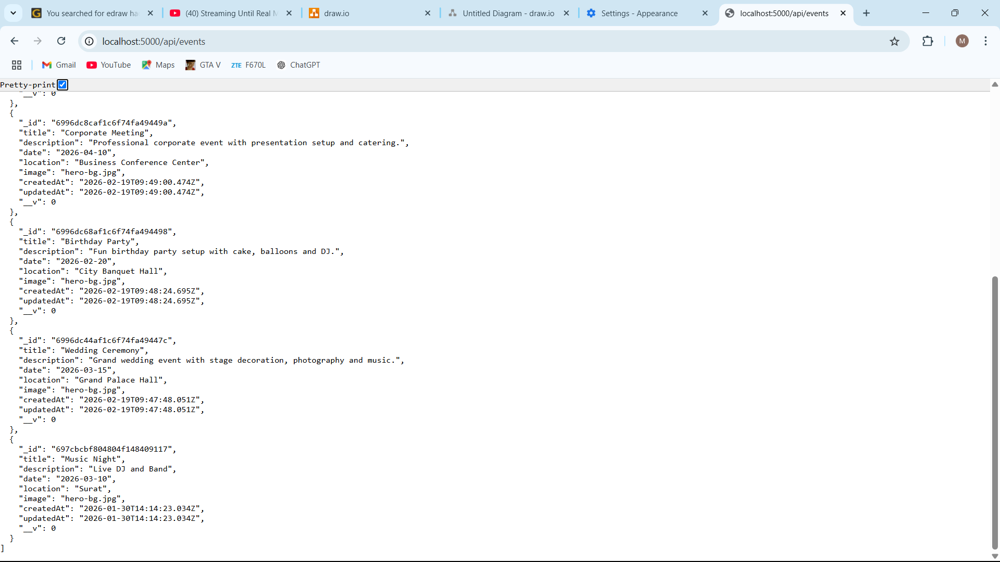 You searched for edraw ha
(40) Streaming Until Real M
draw.io
Untitled Diagram - draw.io
Settings - Appearance
localhost:5000/api/events
localhost:5000/api/events
M
Gmail
YouTube
Maps
GTA V
ZTE F670L
ChatGPT
Pretty-print
"__v": 0
},
{
"_id": "6996dc8caf1c6f74fa49449a",
"title": "Corporate Meeting",
"description": "Professional corporate event with presentation setup and catering.",
"date": "2026-04-10",
"location": "Business Conference Center",
"image": "hero-bg.jpg",
"createdAt": "2026-02-19T09:49:00.474Z",
"updatedAt": "2026-02-19T09:49:00.474Z",
"__v": 0
},
{
"_id": "6996dc68af1c6f74fa494498",
"title": "Birthday Party",
"description": "Fun birthday party setup with cake, balloons and DJ.",
"date": "2026-02-20",
"location": "City Banquet Hall",
"image": "hero-bg.jpg",
"createdAt": "2026-02-19T09:48:24.695Z",
"updatedAt": "2026-02-19T09:48:24.695Z",
"__v": 0
},
{
"_id": "6996dc44af1c6f74fa49447c",
"title": "Wedding Ceremony",
"description": "Grand wedding event with stage decoration, photography and music.",
"date": "2026-03-15",
"location": "Grand Palace Hall",
"image": "hero-bg.jpg",
"createdAt": "2026-02-19T09:47:48.051Z",
"updatedAt": "2026-02-19T09:47:48.051Z",
"__v": 0
},
{
"_id": "697cbcbf804804f148409117",
"title": "Music Night",
"description": "Live DJ and Band",
"date": "2026-03-10",
"location": "Surat",
"image": "hero-bg.jpg",
"createdAt": "2026-01-30T14:14:23.034Z",
"updatedAt": "2026-01-30T14:14:23.034Z",
"__v": 0
}
]